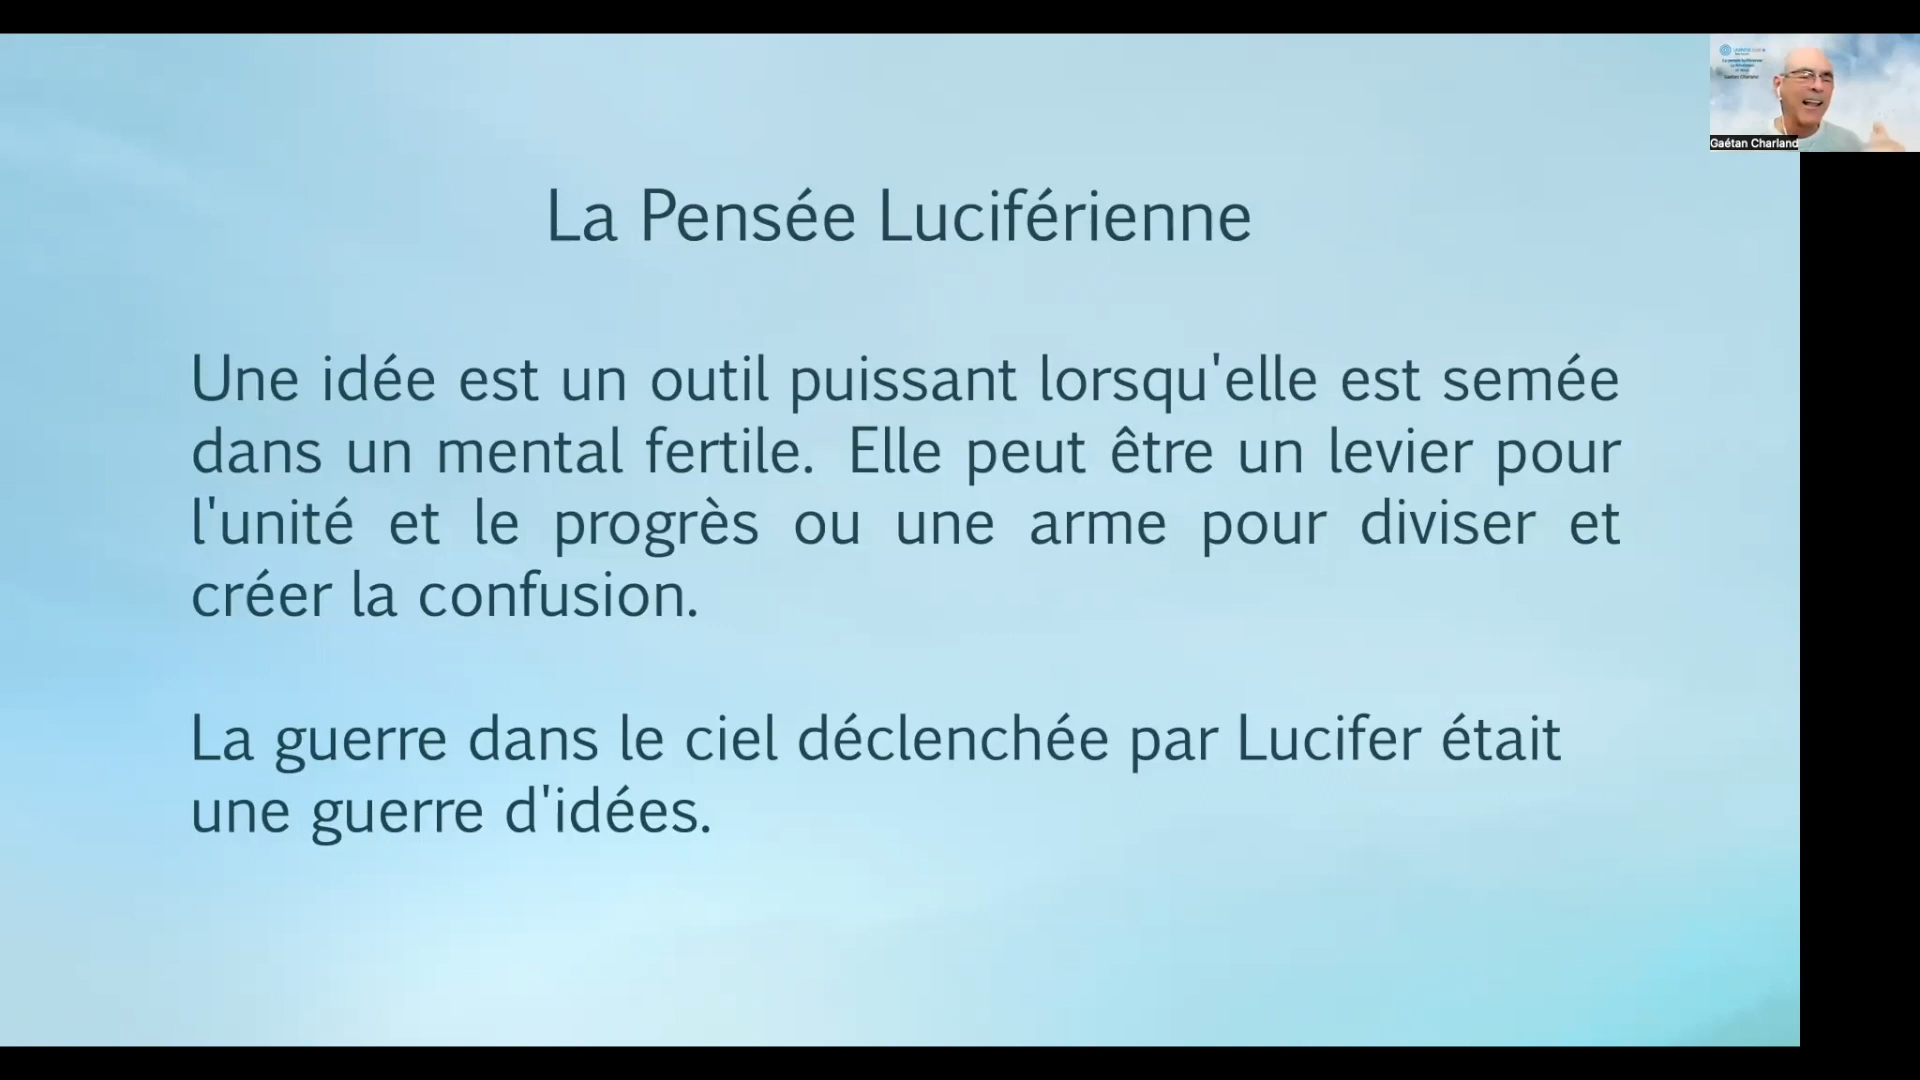 La Pensée Luciférienne
Une idée est un outil puissant lorsqu'elle est semée
dans un mental fertile. Elle peut être un levier pour
l'unité et le progrès ou une arme pour diviser et
créer la confusion.
La guerre dans le ciel déclenchée par Lucifer était
une guerre d'idées.
Gaétan Charland